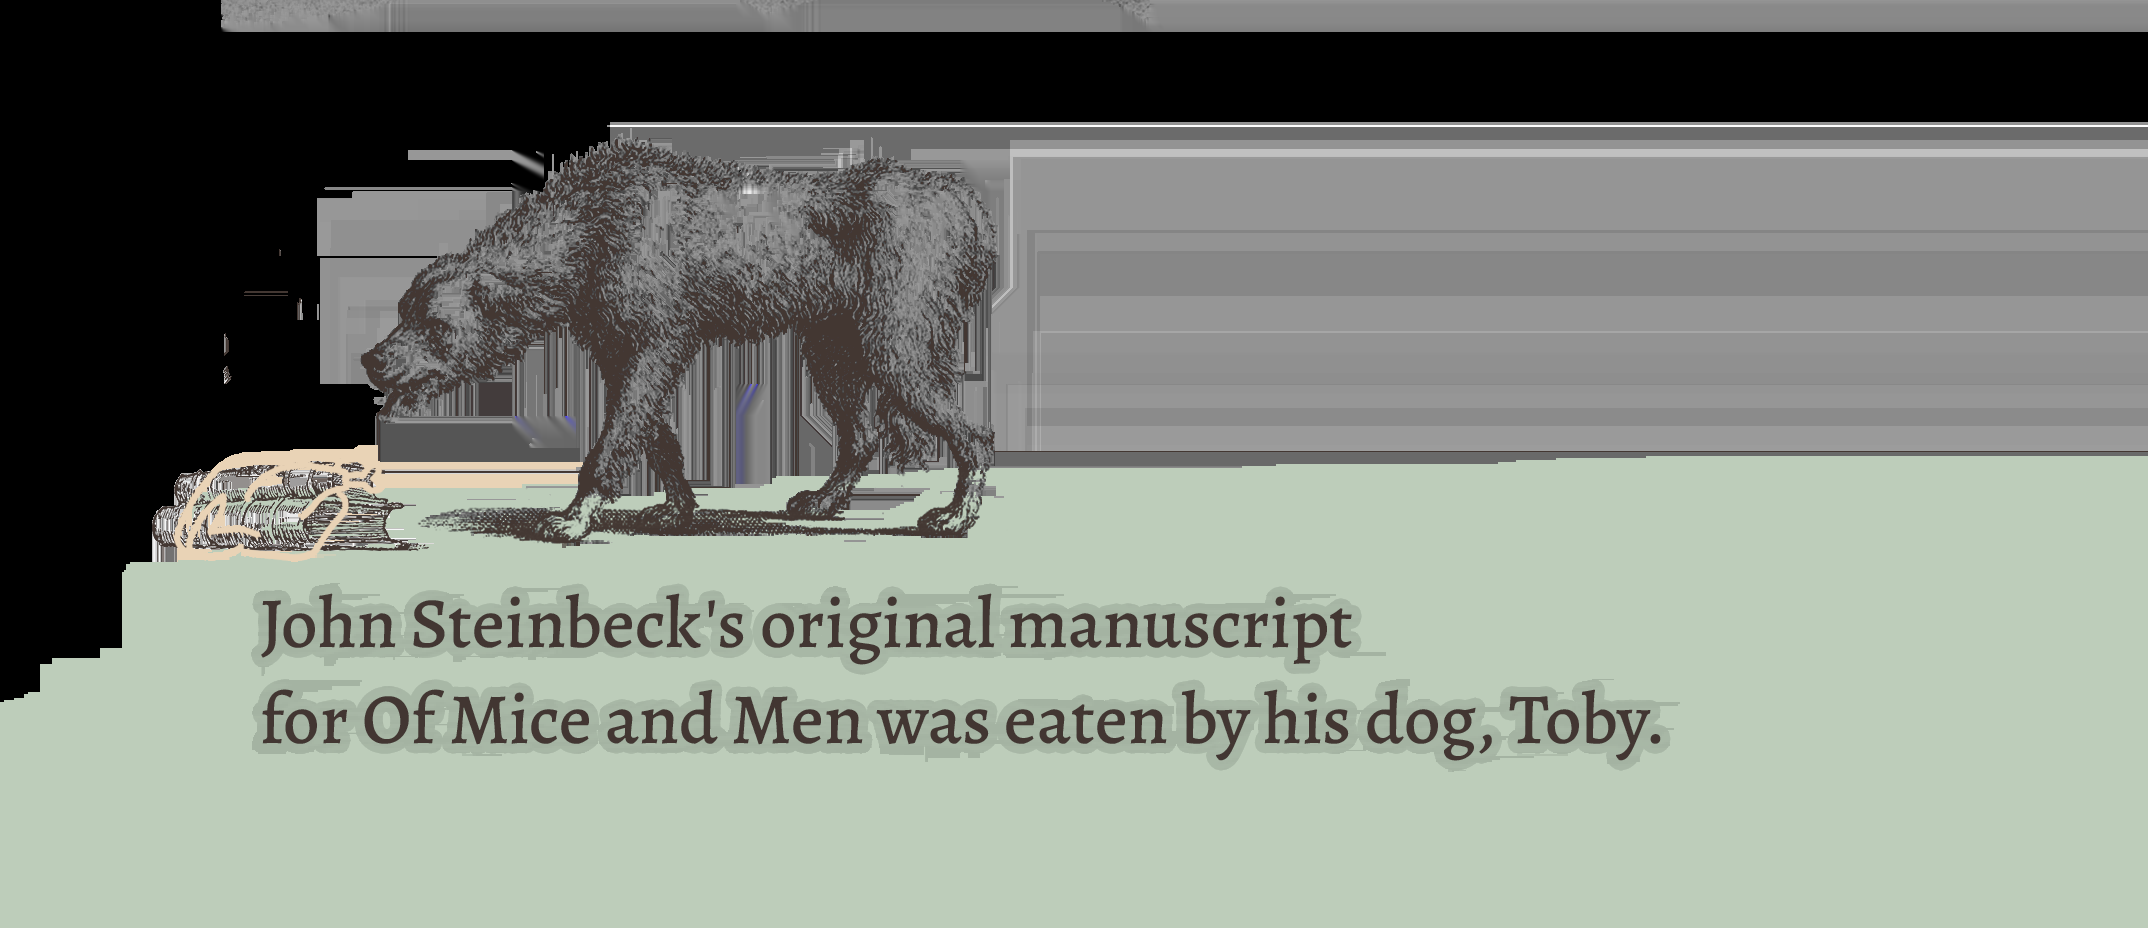 John Steinbeck's original manuscript
for Of Mice and Men was eaten by his dog, Toby.